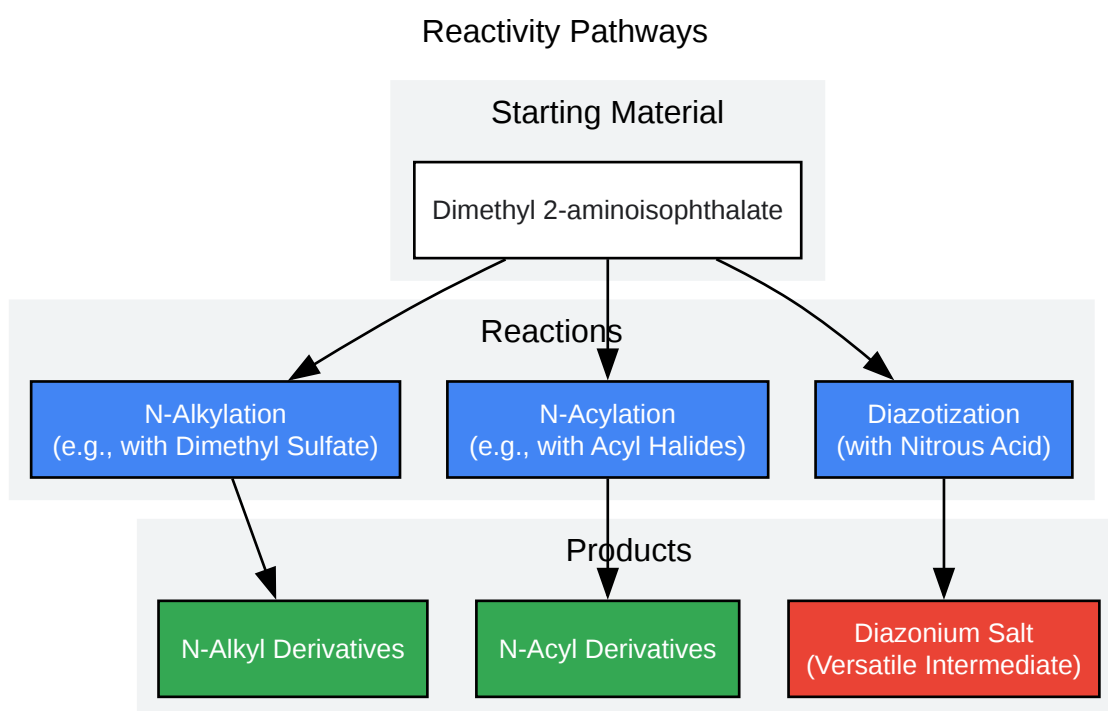 Reactivity Pathways
Starting Material
Dimethyl 2-aminoisophthalate
Reactions
N-Alkylation
(e.g., with Dimethyl Sulfate)
N-Acylation
(e.g., with Acyl Halides)
Diazotization
(with Nitrous Acid)
Products
N-Alkyl Derivatives
N-Acyl Derivatives
Diazonium Salt
(Versatile Intermediate)